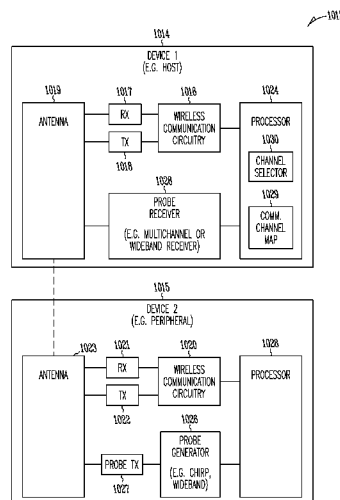 1014
DEVICE 1
(E.G. HOST)
1019
ANTENNA
1017
RX
TX
1018
1016
WIRELESS
COMMUNICATION
CIRCUITRY
1024
PROCESSOR
1030
CHANNEL
SELECTOR
1029
COMM.
CHANNEL
MAP
1028
PROBE
RECEIVER
(E.G. MULTICHANNEL OR
WIDEBAND RECEIVER)
1015
DEVICE 2
(E.G. PERIPHERAL)
1023
ANTENNA
1021
RX
TX
1022
1020
WIRELESS
COMMUNICATION
CIRCUITRY
PROCESSOR
1026
PROBE
GENERATOR
(E.G. CHIRP,
WIDEBAND)
PROBE TX
1027